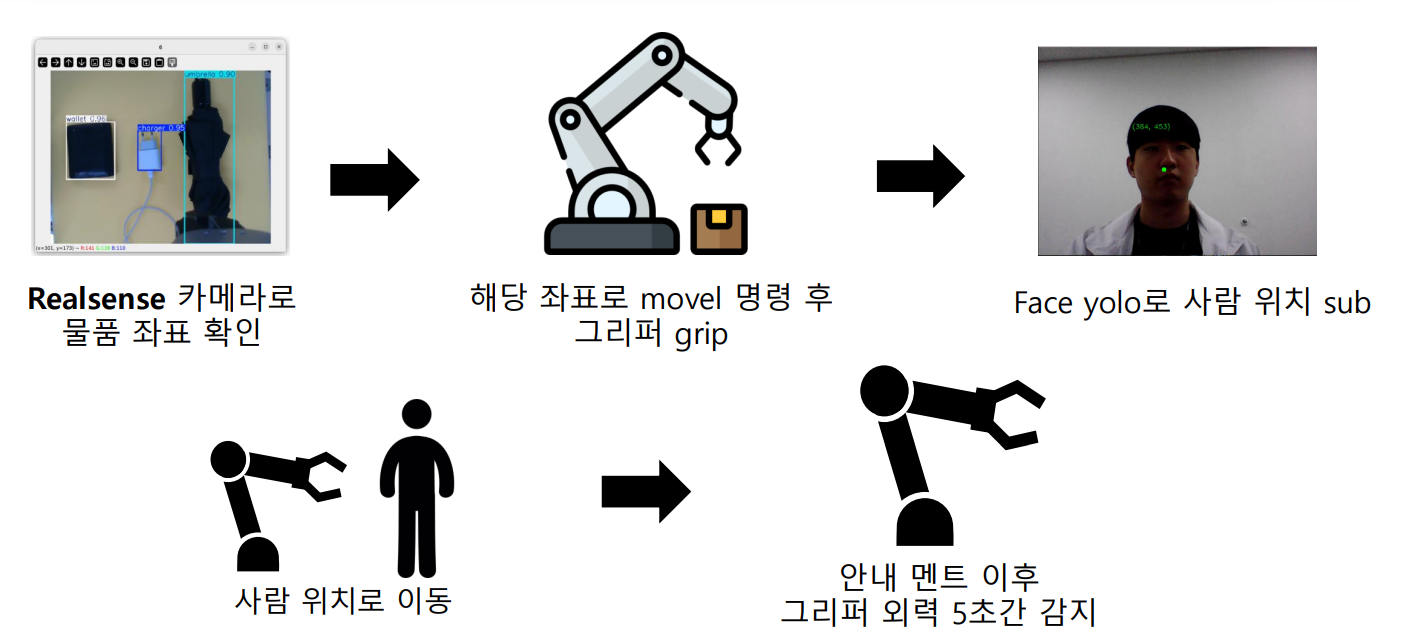 6
umbrella 0.90
wallet 0.96
charger 0.95
(x=301, y=173) ~ R:141 G:130 B:110
(384, 453)
Realsense 카메라로
물품 좌표 확인
해당 좌표로 movel 명령 후
그리퍼 grip
Face yolo로 사람 위치 sub
사람 위치로 이동
안내 멘트 이후
그리퍼 외력 5초간 감지